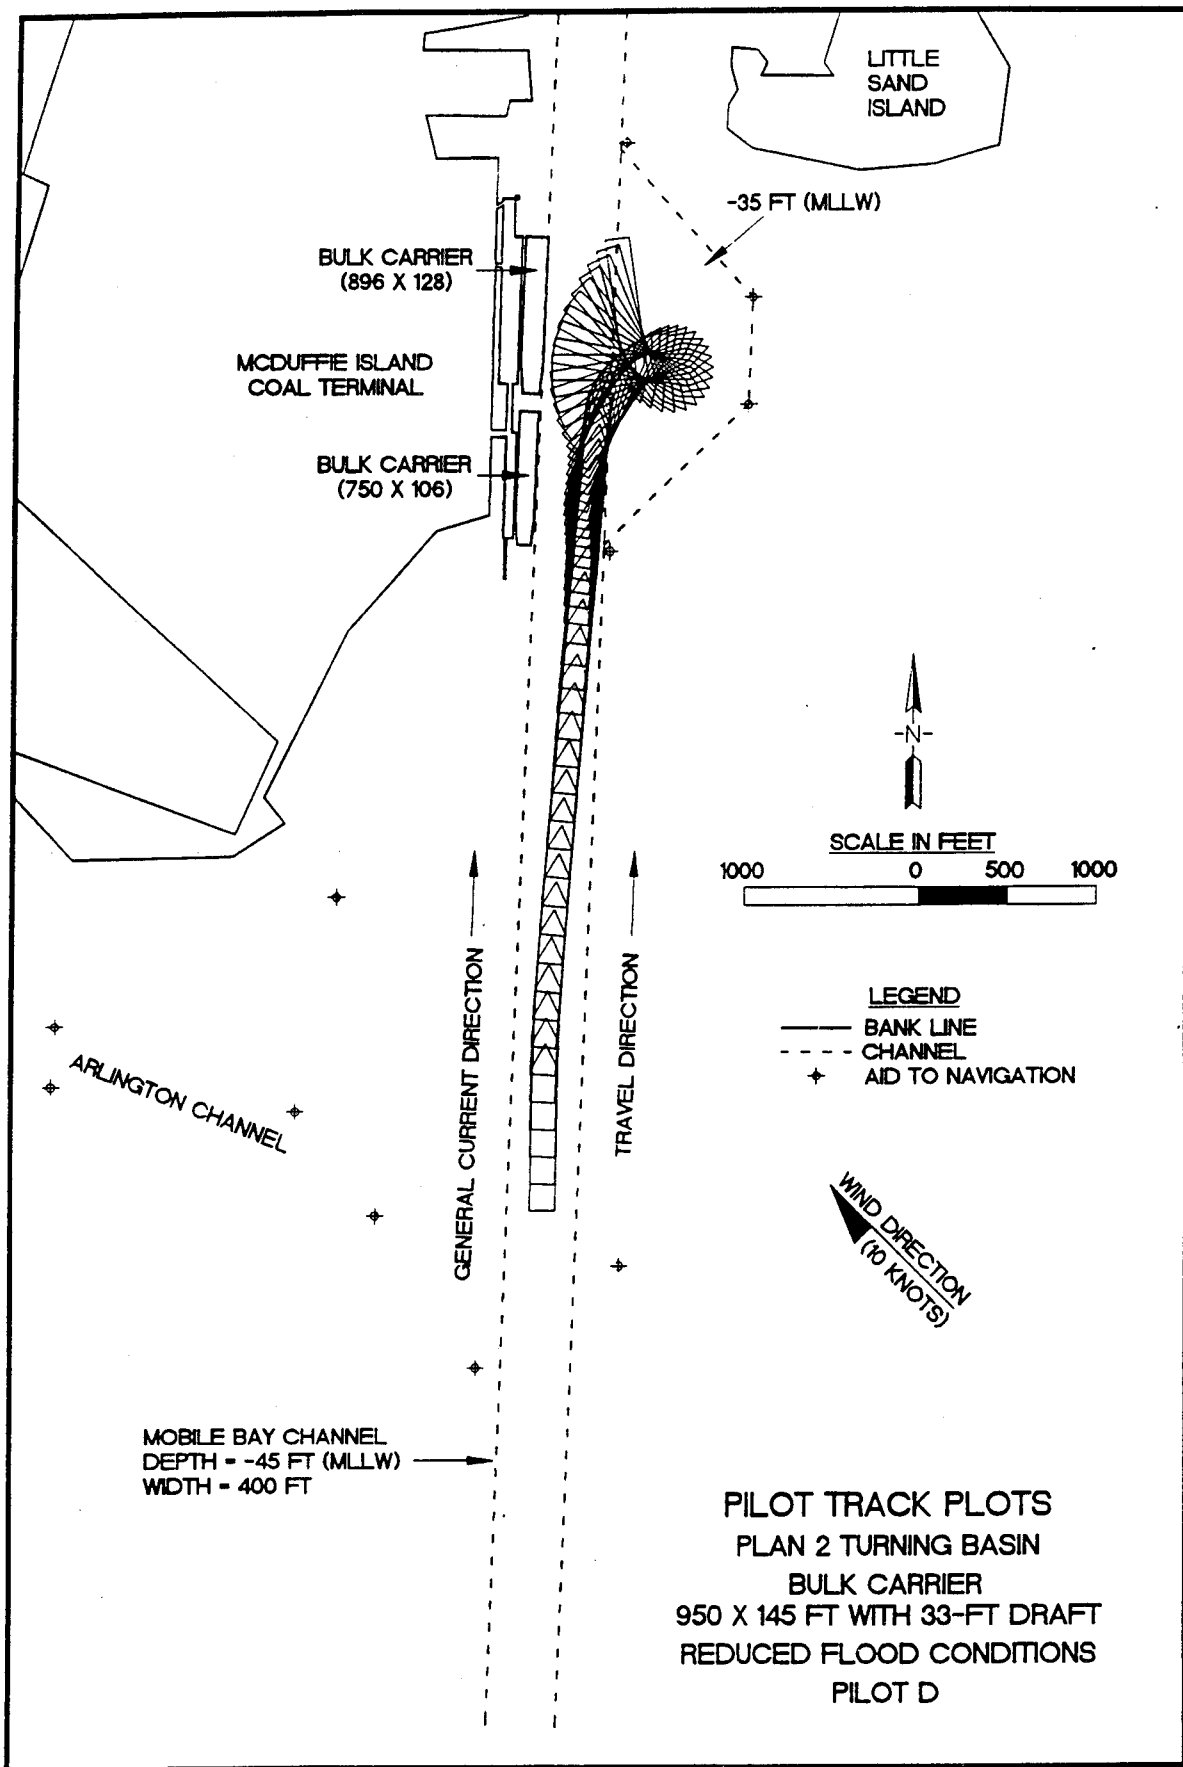 LITTLE
SAND
ISLAND
-35 FT (MLLW)
BULK CARRIER
(896 X 128)
MCDUFFIE ISLAND
COAL TERMINAL
BULK CARRIER
(750 X 106)
-N-
SCALE IN FEET
1000 0 500 1000
GENERAL CURRENT DIRECTION
TRAVEL DIRECTION
LEGEND
BANK LINE
CHANNEL
AID TO NAVIGATION
ARLINGTON CHANNEL
WIND DIRECTION
(10 KNOTS)
MOBILE BAY CHANNEL
DEPTH = -45 FT (MLLW)
WIDTH = 400 FT
PILOT TRACK PLOTS
PLAN 2 TURNING BASIN
BULK CARRIER
950 X 145 FT WITH 33-FT DRAFT
REDUCED FLOOD CONDITIONS
PILOT D